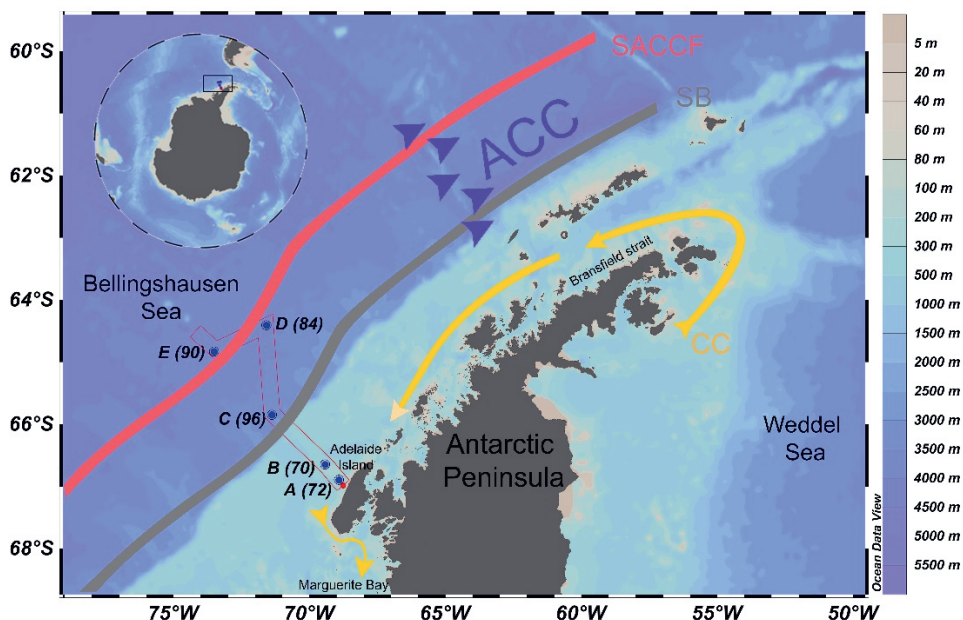 60°S
62°S
64°S
66°S
68°S
75°W
70°W
65°W
60°W
55°W
50°W
SACCF
SB
ACC
Bransfield strait
CC
Bellingshausen
Sea
D (84)
E (90)
C (96)
B (70)
A (72)
Adelaide
Island
Antarctic
Peninsula
Weddel
Sea
Marguerite Bay
Ocean Data View
5 m
20 m
40 m
60 m
80 m
100 m
200 m
300 m
500 m
1000 m
1500 m
2000 m
3000 m
3500 m
4000 m
4500 m
5000 m
5500 m